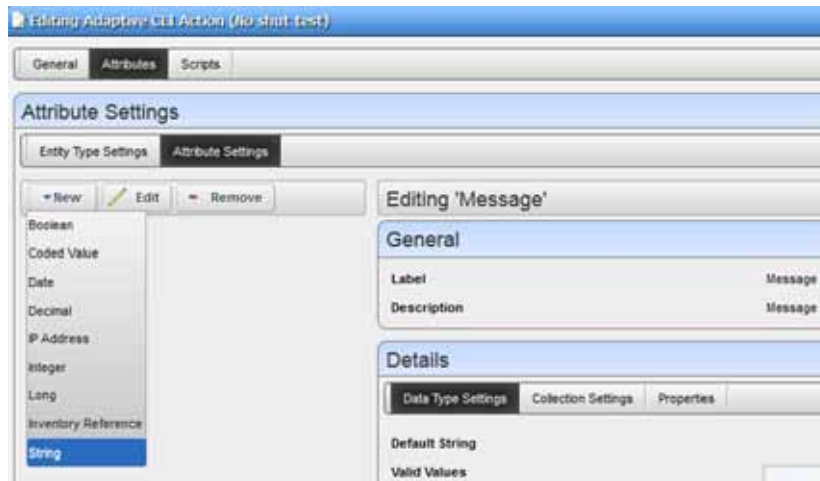 Editing Adaptive CLI Action (No shut test)
General Attributes Scripts
Attribute Settings
Entity Type Settings Attribute Settings
New Edit Remove
Boolean
Coded Value
Date
Decimal
IP Address
Integer
Long
Inventory Reference
String
Editing 'Message'
General
Label Message
Description Message
Details
Data Type Settings Collection Settings Properties
Default String
Valid Values